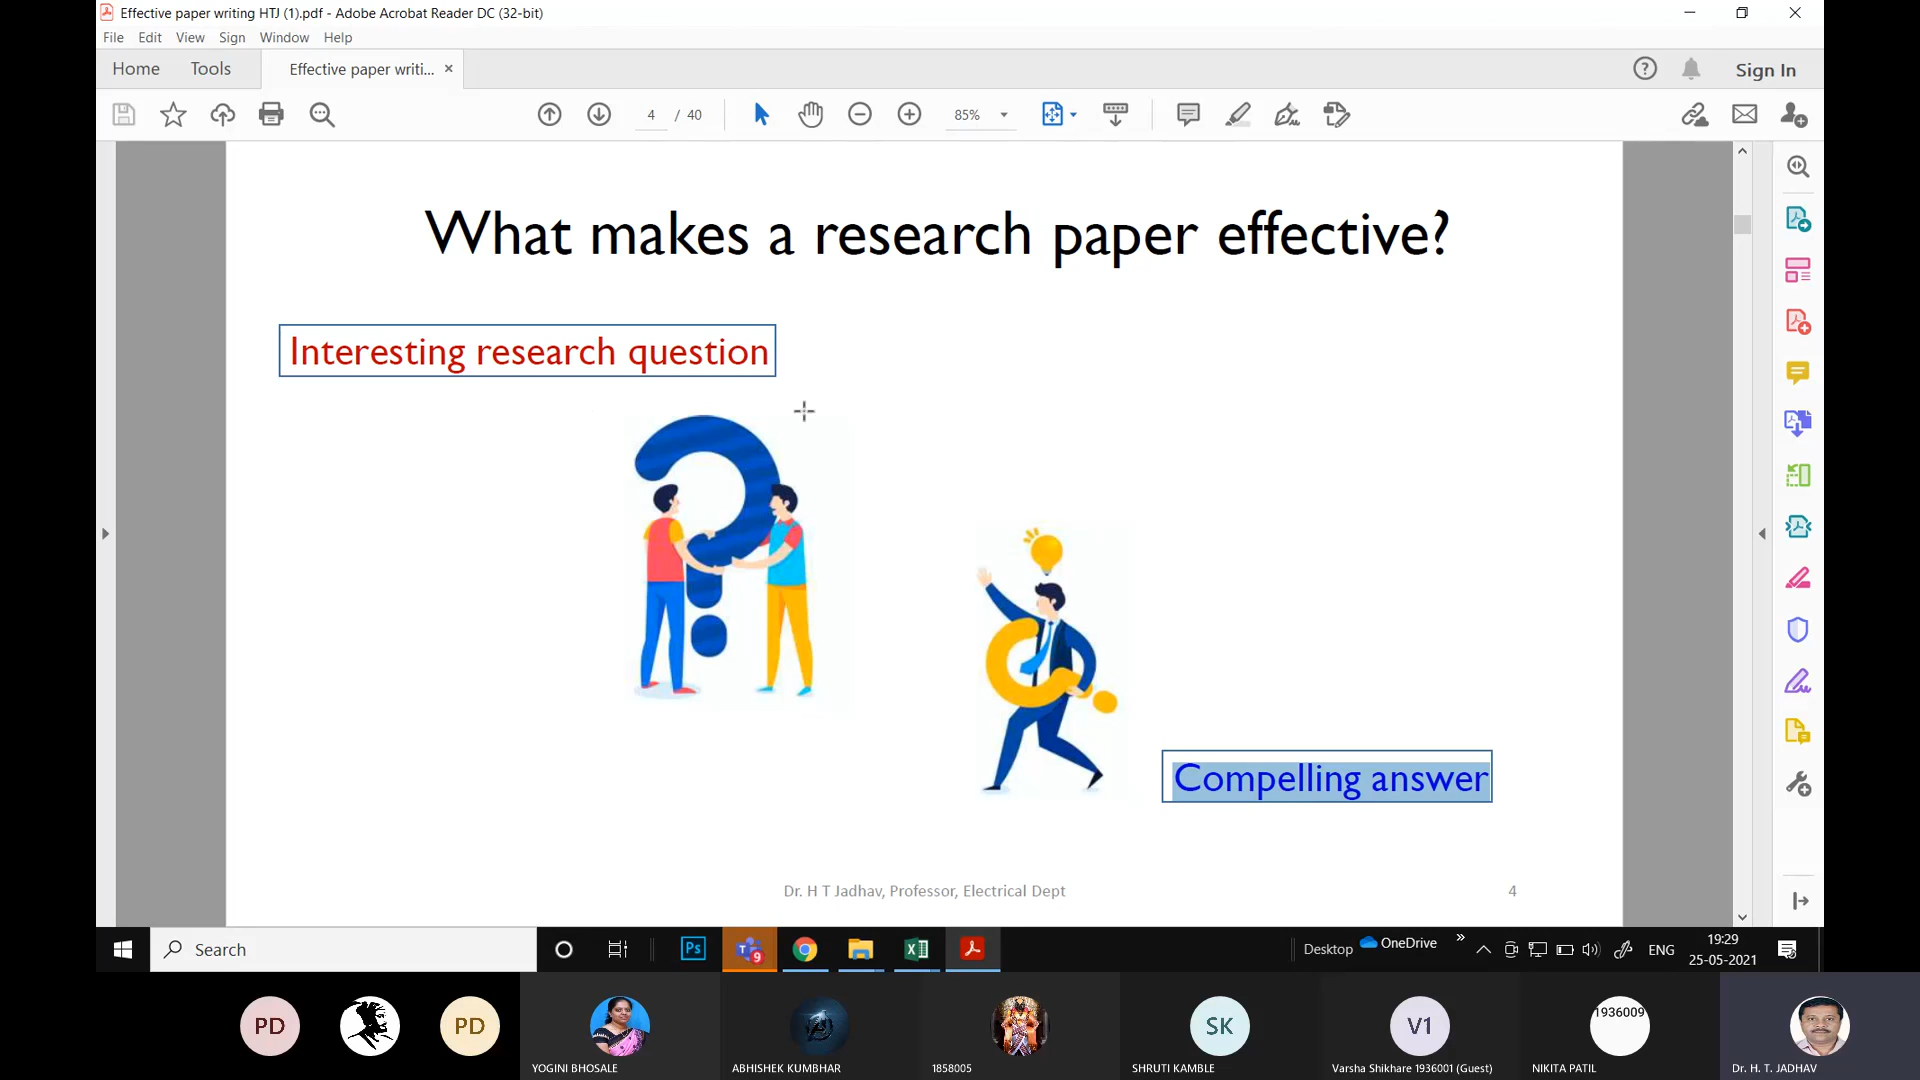 Effective paper writing HTJ (1).pdf - Adobe Acrobat Reader DC (32-bit)
File Edit View Sign Window Help
Home Tools Effective paper writi... × Sign In
4 / 40 85%
What makes a research paper effective?
Interesting research question
Compelling answer
Dr. H T Jadhav, Professor, Electrical Dept 4
Search Ps 9 Desktop OneDrive » ENG 19:29
25-05-2021
PD PD SK V1 1936009
YOGINI BHOSALE ABHISHEK KUMBHAR 1858005 SHRUTI KAMBLE Varsha Shikhare 1936001 (Guest) NIKITA PATIL Dr. H. T. JADHAV